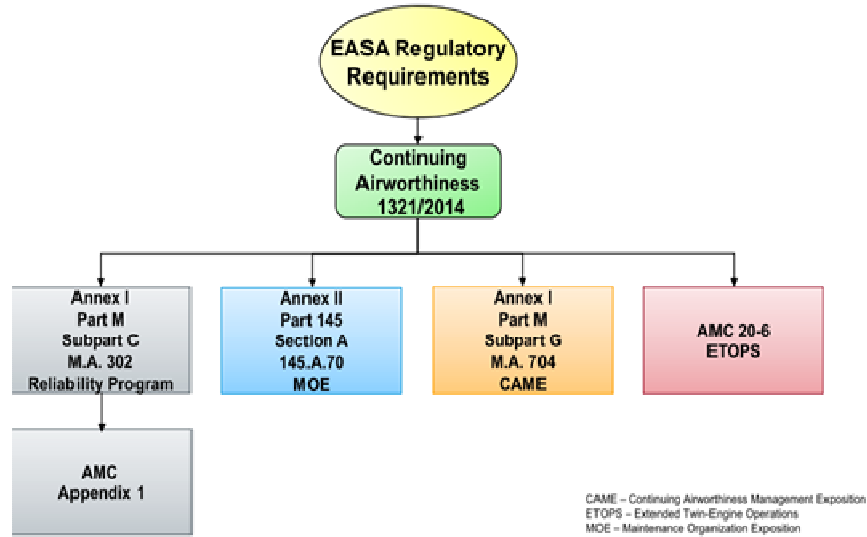 EASA Regulatory
Requirements
Continuing
Airworthiness
1321/2014
Annex I
Part M
Subpart C
M.A. 302
Reliability Program
Annex II
Part 145
Section A
145.A.70
MOE
Annex I
Part M
Subpart G
M.A. 704
CAME
AMC 20-6
ETOPS
AMC
Appendix 1
CAME – Continuing Airworthiness Management Exposition
ETOPS – Extended Twin-Engine Operations
MOE – Maintenance Organization Exposition